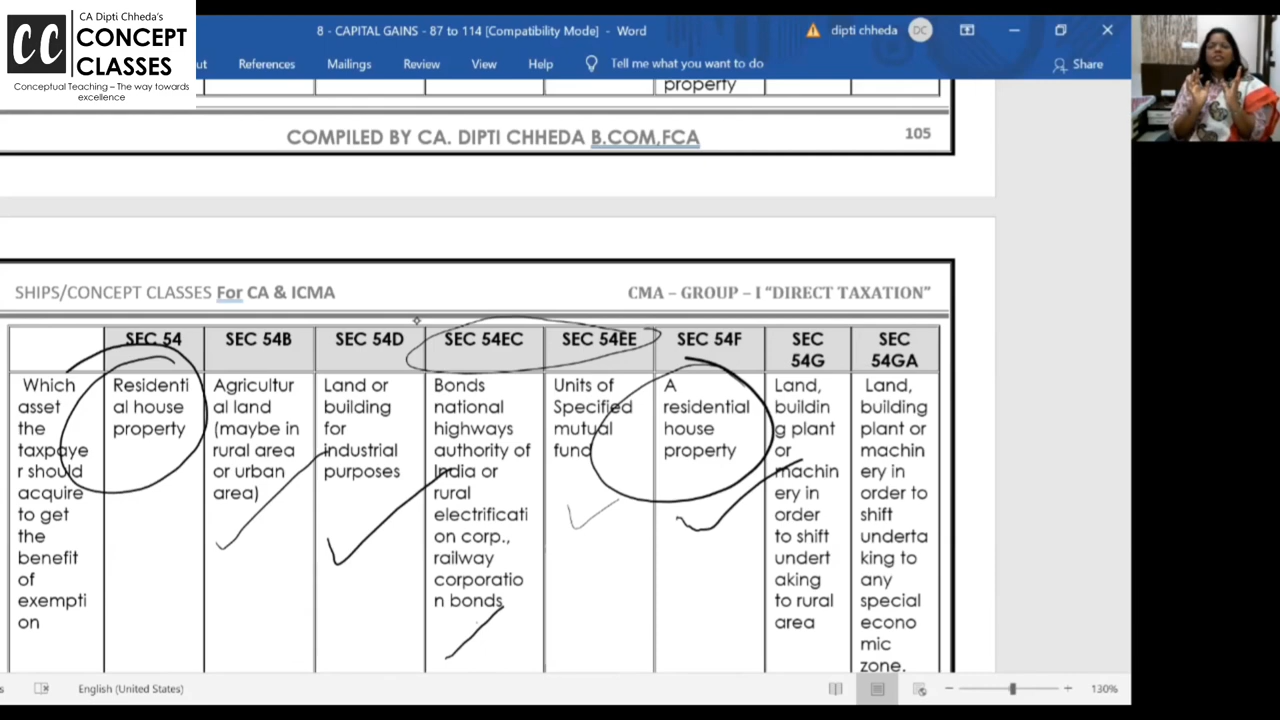 CC
CA Dipti Chheda's
CONCEPT
CLASSES
Conceptual Teaching – The way towards
excellence
8 - CAPITAL GAINS - 87 to 114 [Compatibility Mode] - Word
dipti chheda
DC
ut References Mailings Review View Help Tell me what you want to do Share
property
COMPILED BY CA. DIPTI CHHEDA B.COM,FCA 105
SHIPS/CONCEPT CLASSES For CA & ICMA CMA – GROUP – I "DIRECT TAXATION"
SEC 54
SEC 54B
SEC 54D
SEC 54EC
SEC 54EE
SEC 54F
SEC
54G
SEC
54GA
Which
asset
the
taxpaye
r should
acquire
to get
the
benefit
of
exempti
on
Residenti
al house
property
Agricultur
al land
(maybe in
rural area
or urban
area)
Land or
building
for
industrial
purposes
Bonds
national
highways
authority of
India or
rural
electrificati
on corp.,
railway
corporatio
n bonds
Units of
Specified
mutual
fund
A
residential
house
property
Land,
buildin
g plant
or
machin
ery in
order
to shift
undert
aking
to rural
area
Land,
building
plant or
machin
ery in
order to
shift
underta
king to
any
special
econo
mic
zone.
s English (United States) 130%